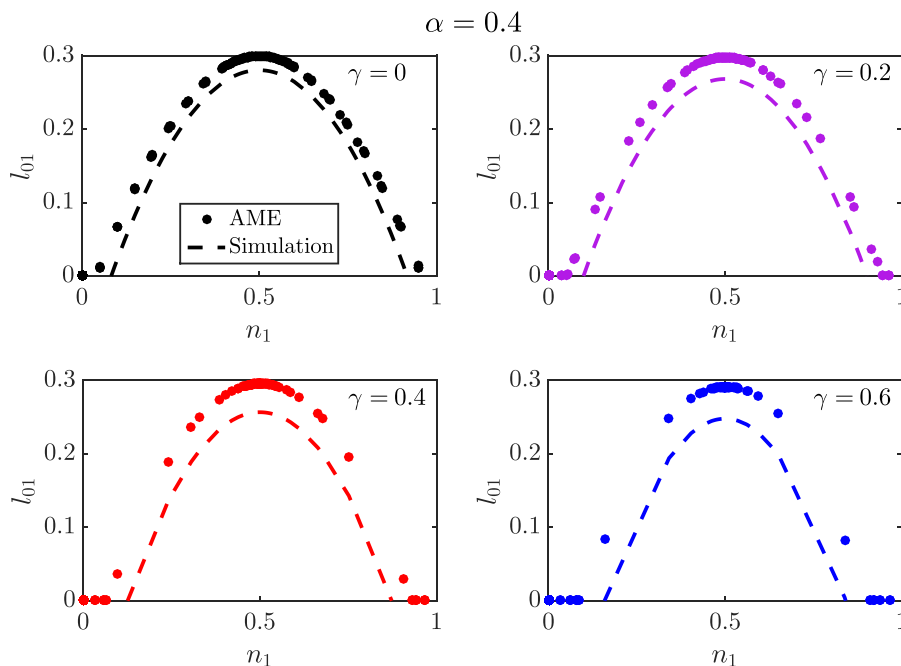 α = 0.4
0.3
γ = 0
0.2
l01
0.1
AME
Simulation
0
0
0.5
1
n1
0.3
γ = 0.2
0.2
l01
0.1
0
0
0.5
1
n1
0.3
γ = 0.4
0.2
l01
0.1
0
0
0.5
1
n1
0.3
γ = 0.6
0.2
l01
0.1
0
0
0.5
1
n1